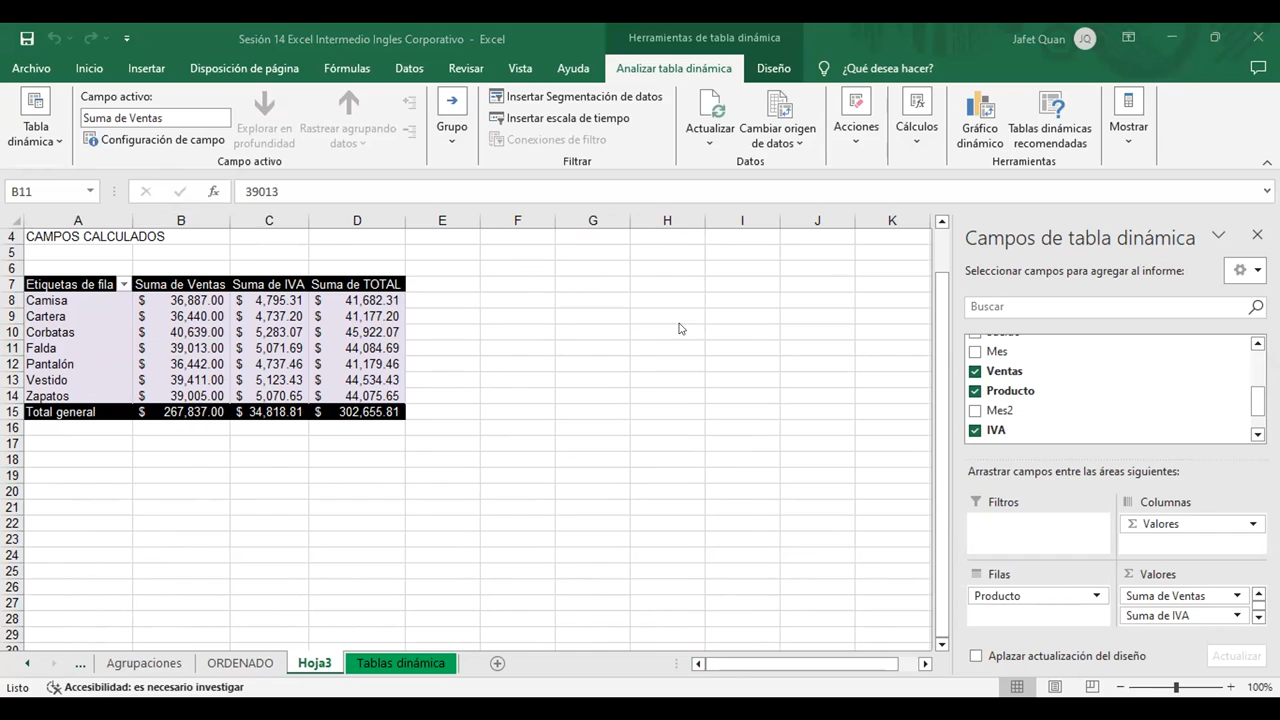 Sesión 14 Excel Intermedio Ingles Corporativo - Excel
Herramientas de tabla dinámica
Jafet Quan JQ
Archivo Inicio Insertar Disposición de página Fórmulas Datos Revisar Vista Ayuda Analizar tabla dinámica Diseño ¿Qué desea hacer?
Tabla dinámica
Campo activo:
Suma de Ventas
Configuración de campo
Explorar en profundidad
Rastrear agrupando datos
Campo activo
Grupo
Insertar Segmentación de datos
Insertar escala de tiempo
Conexiones de filtro
Filtrar
Actualizar
Cambiar origen de datos
Datos
Acciones
Cálculos
Gráfico dinámico
Tablas dinámicas recomendadas
Herramientas
Mostrar
B11 fx 39013
A B C D E F G H I J K
4 CAMPOS CALCULADOS
5
6
7 Etiquetas de fila Suma de Ventas Suma de IVA Suma de TOTAL
8 Camisa $ 36,887.00 $ 4,795.31 $ 41,682.31
9 Cartera $ 36,440.00 $ 4,737.20 $ 41,177.20
10 Corbatas $ 40,639.00 $ 5,283.07 $ 45,922.07
11 Falda $ 39,013.00 $ 5,071.69 $ 44,084.69
12 Pantalón $ 36,442.00 $ 4,737.46 $ 41,179.46
13 Vestido $ 39,411.00 $ 5,123.43 $ 44,534.43
14 Zapatos $ 39,005.00 $ 5,070.65 $ 44,075.65
15 Total general $ 267,837.00 $ 34,818.81 $ 302,655.81
16
17
18
19
20
21
22
23
24
25
26
27
28
29
Campos de tabla dinámica
Seleccionar campos para agregar al informe:
Buscar
Mes
Ventas
Producto
Mes2
IVA
Arrastrar campos entre las áreas siguientes:
Filtros
Columnas
Σ Valores
Filas
Producto
Σ Valores
Suma de Ventas
Suma de IVA
Aplazar actualización del diseño
Actualizar
... Agrupaciones ORDENADO Hoja3 Tablas dinámica
Listo Accesibilidad: es necesario investigar 100%